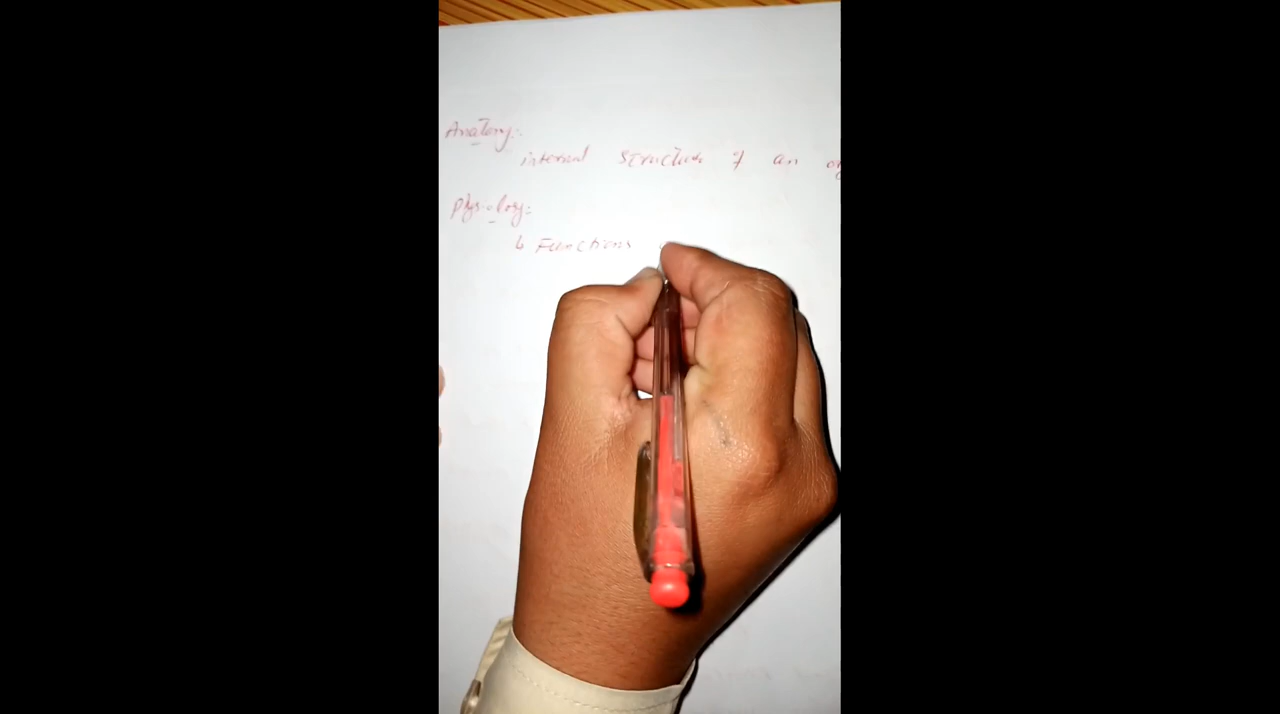 Anatomy:-
internal structure of an
Physiology:-
↳ Functions